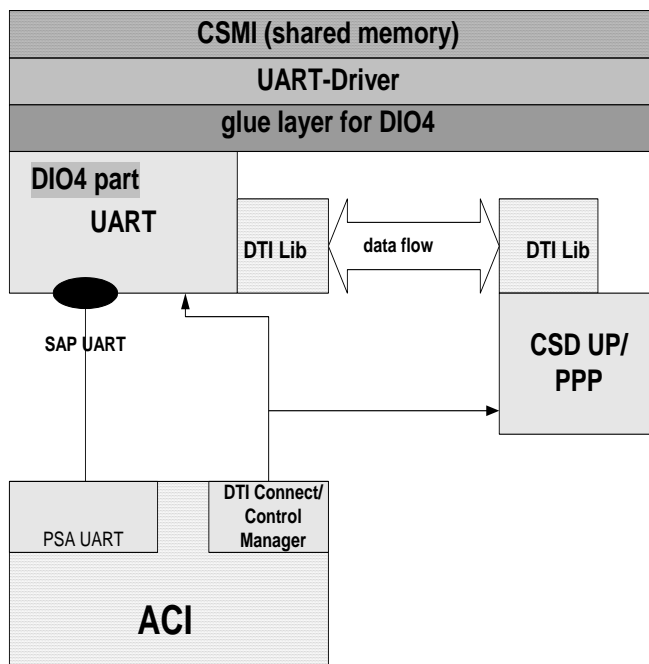 CSMI (shared memory)
UART-Driver
glue layer for DIO4
DIO4 part
UART
DTI Lib
data flow
DTI Lib
SAP UART
CSD UP/
PPP
PSA UART
DTI Connect/
Control
Manager
ACI